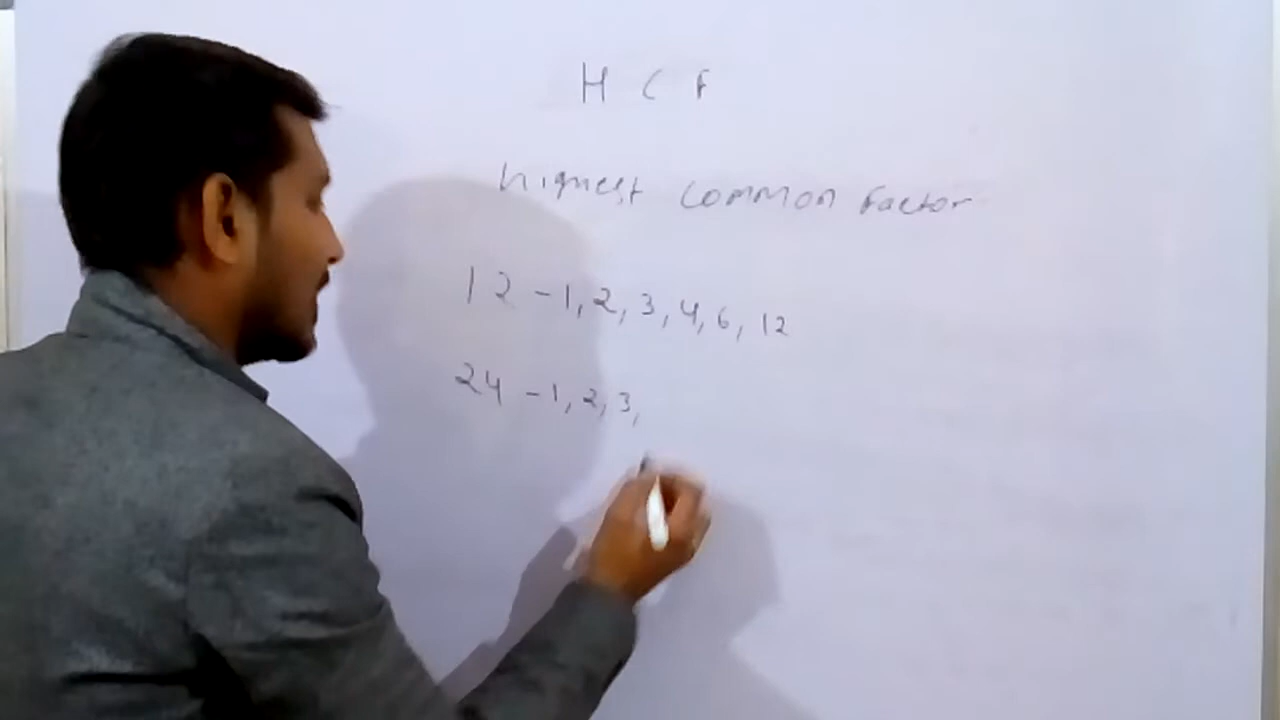 H C F
highest common factor
12 - 1, 2, 3, 4, 6, 12
24 - 1, 2, 3,